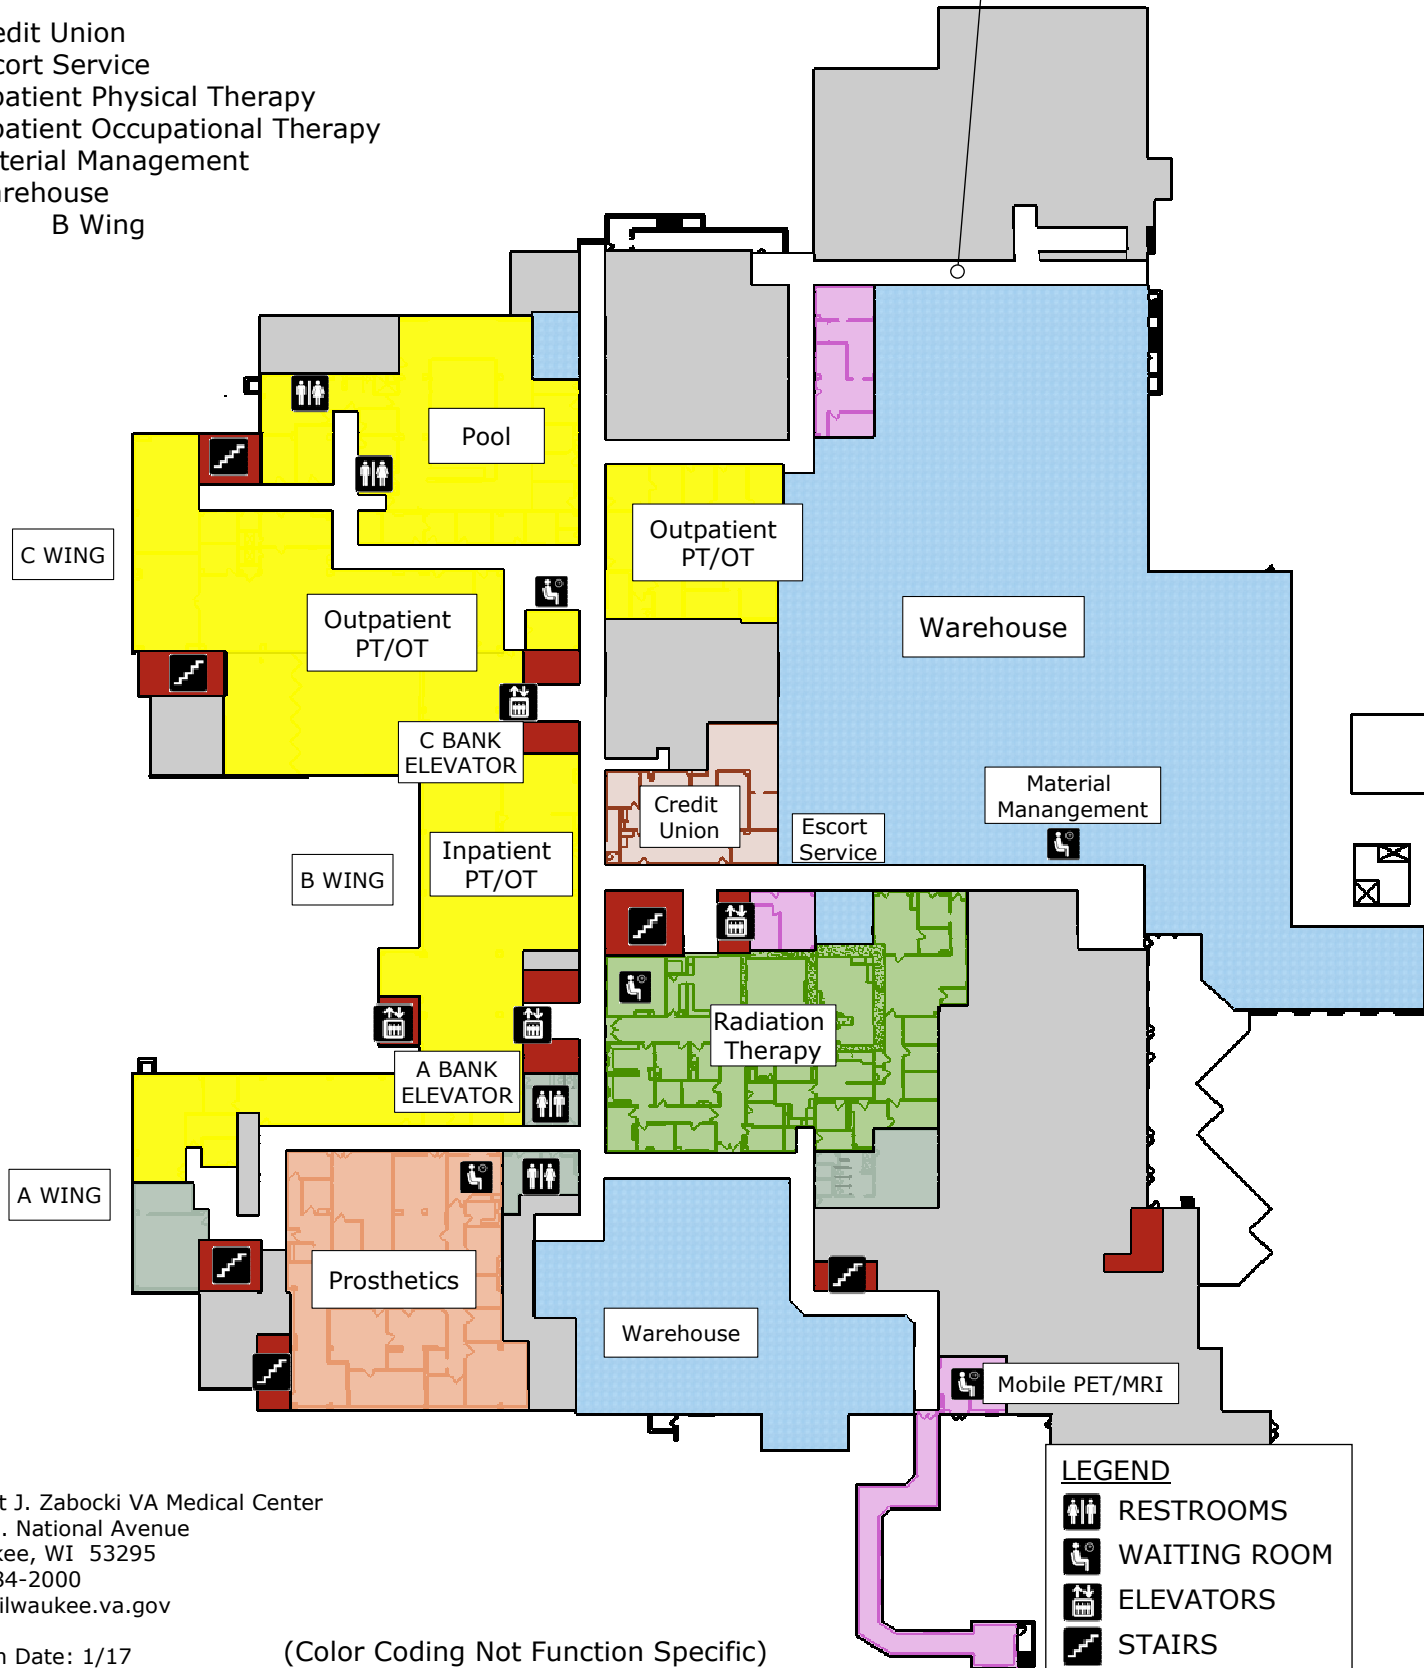 edit Union
cort Service
patient Physical Therapy
patient Occupational Therapy
terial Management
arehouse
B Wing
Pool
C WING
Outpatient
PT/OT
Outpatient
PT/OT
Warehouse
C BANK
ELEVATOR
Credit
Union
Material
Manangement
Escort
Service
B WING
Inpatient
PT/OT
Radiation
Therapy
A BANK
ELEVATOR
A WING
Prosthetics
Warehouse
Mobile PET/MRI
LEGEND
RESTROOMS
WAITING ROOM
ELEVATORS
STAIRS
t J. Zabocki VA Medical Center
. National Avenue
kee, WI 53295
84-2000
ilwaukee.va.gov
n Date: 1/17
(Color Coding Not Function Specific)